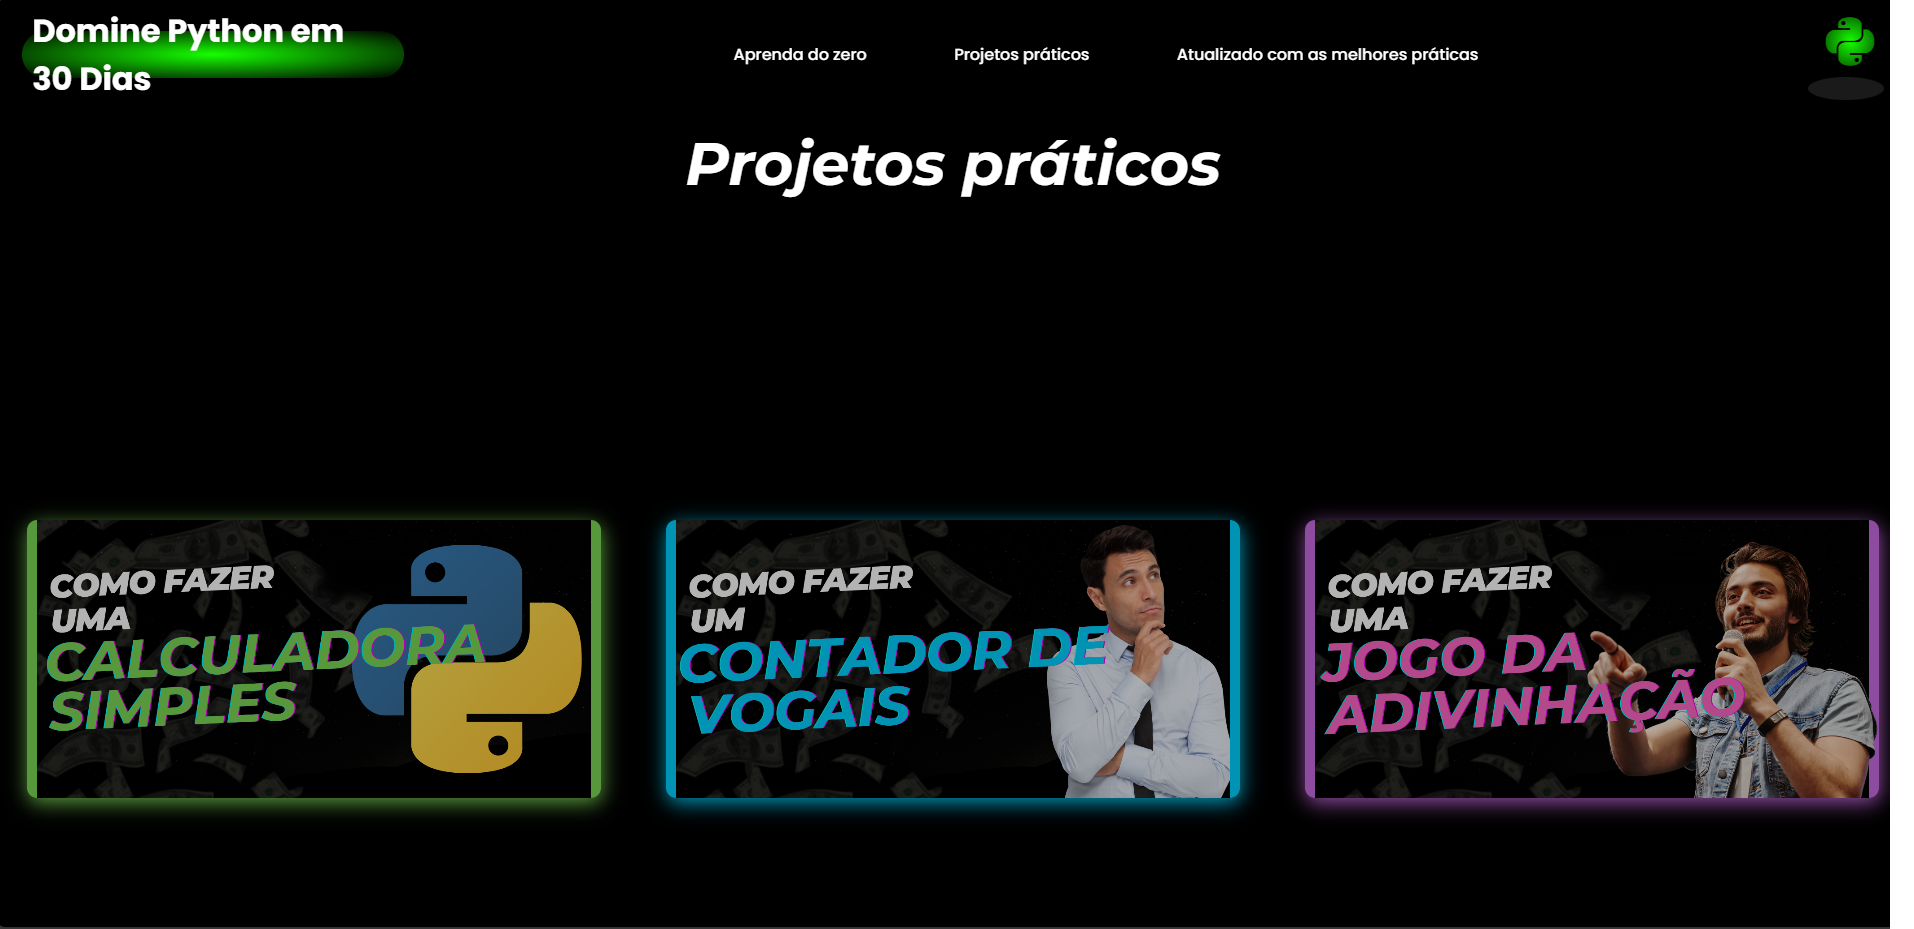 Domine Python em
30 Dias
Aprenda do zero
Projetos práticos
Atualizado com as melhores práticas
Projetos práticos
COMO FAZER
UMA
CALCULADORA
SIMPLES
COMO FAZER
UM
CONTADOR DE
VOGAIS
COMO FAZER
UMA
JOGO DA
ADIVINHAÇÃO